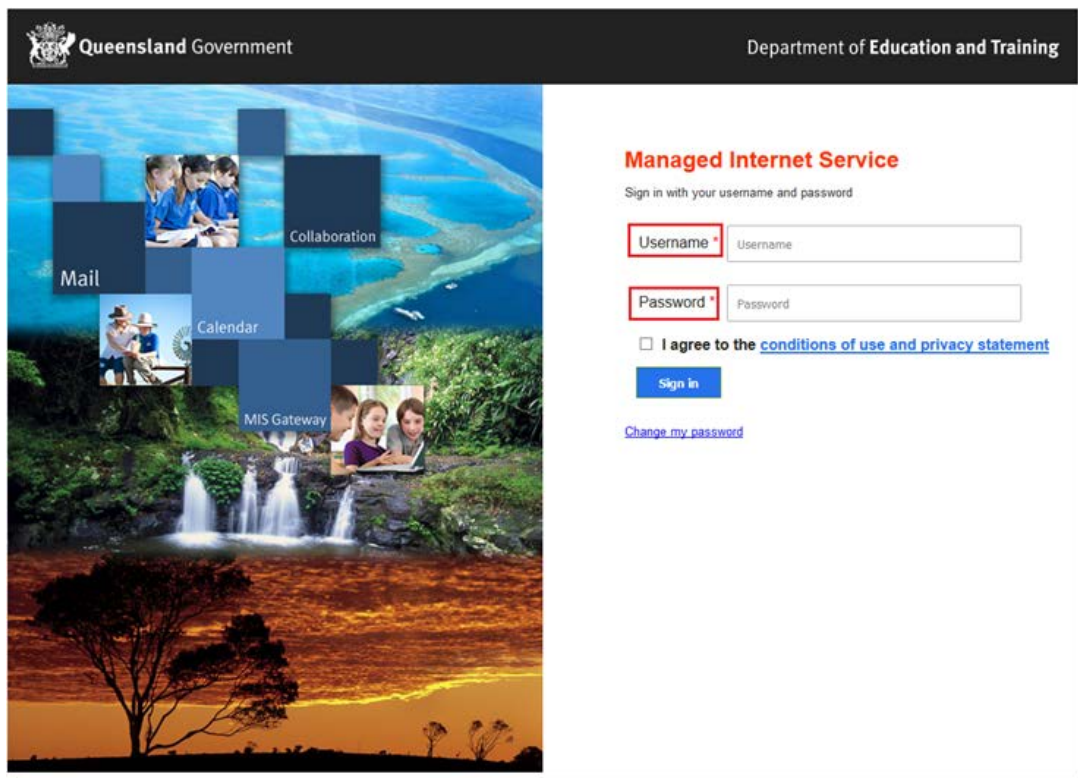 Queensland Government
Department of Education and Training
Collaboration
Mail
Calendar
MIS Gateway
Managed Internet Service
Sign in with your username and password
Username * Username
Password * Password
I agree to the conditions of use and privacy statement
Sign in
Change my password